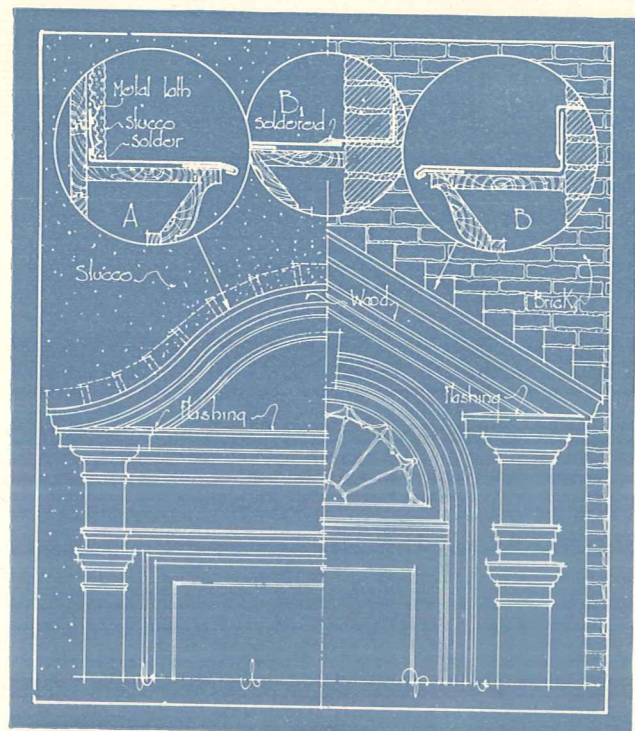 Metal lath
Stucco
Solder
A
B1
Soldered
B
Stucco
Wood
Brick
Flashing
Flashing